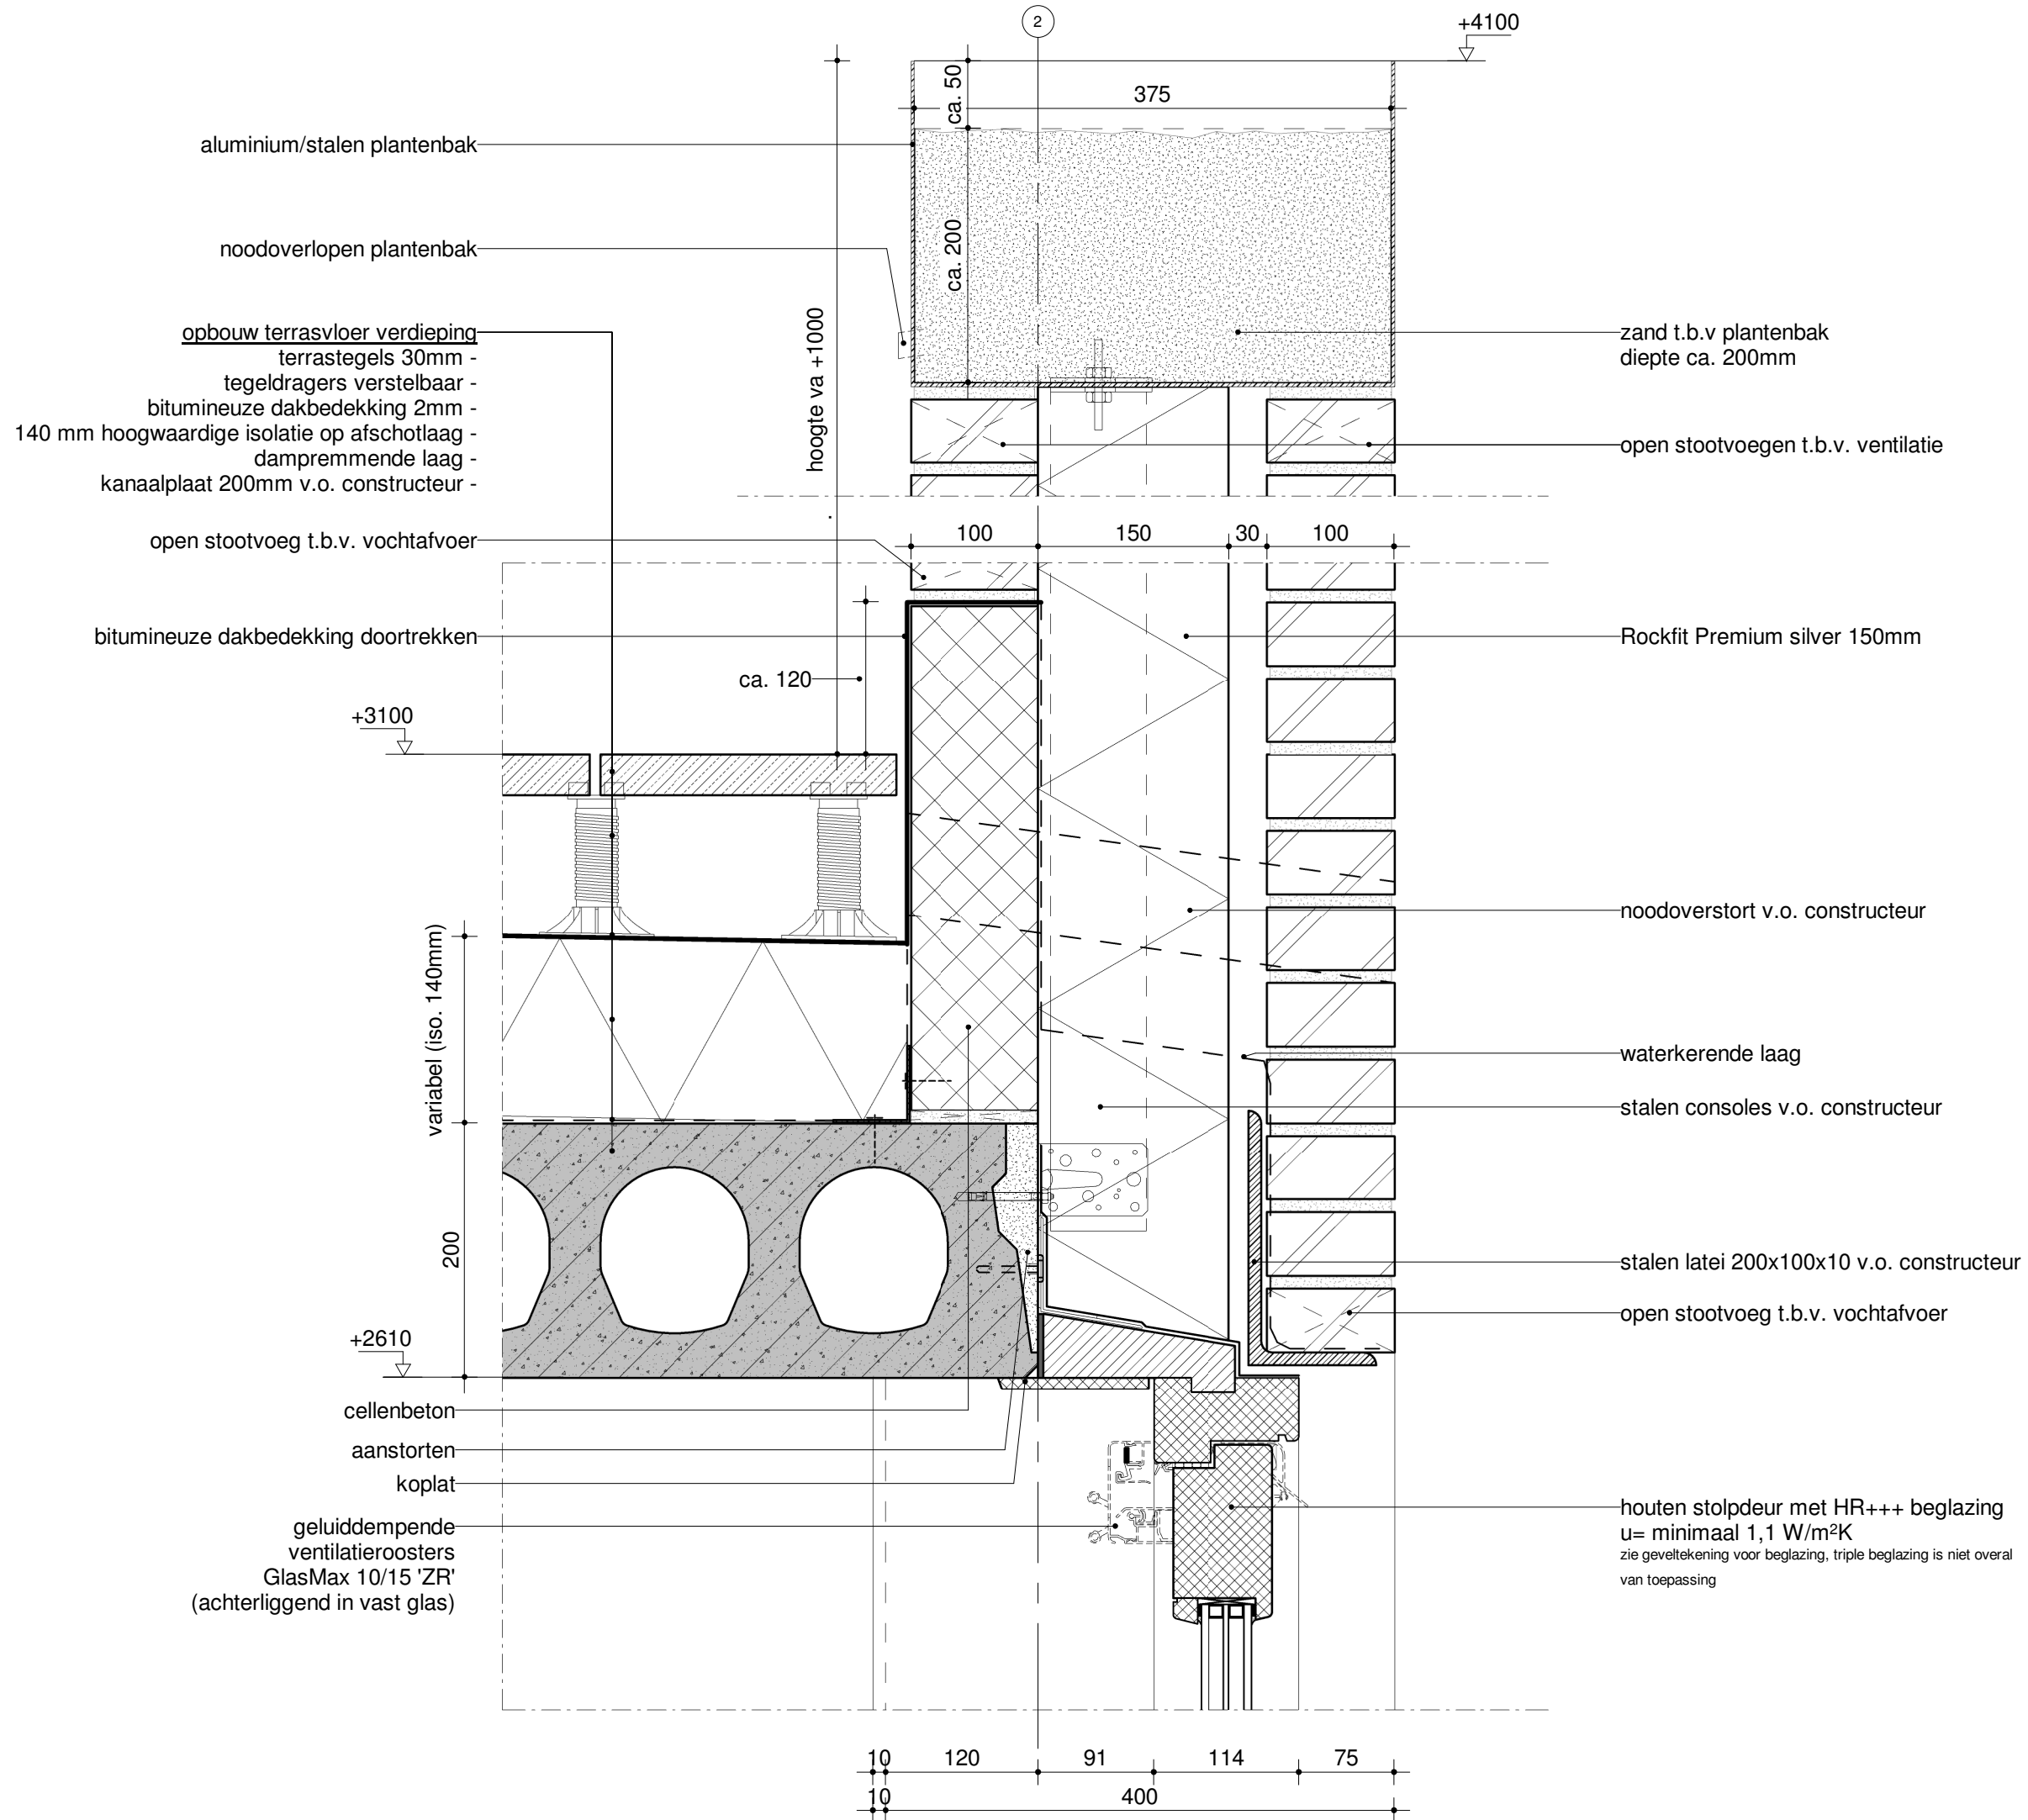 2
+4100
ca. 50
375
aluminium/stalen plantenbak
noodoverlopen plantenbak
ca. 200
hoogte va +1000
opbouw terrasvloer verdieping
terrastegels 30mm -
tegeldragers verstelbaar -
bitumineuze dakbedekking 2mm -
140 mm hoogwaardige isolatie op afschotlaag -
dampremmende laag -
kanaalplaat 200mm v.o. constructeur -
zand t.b.v plantenbak
diepte ca. 200mm
open stootvoegen t.b.v. ventilatie
open stootvoeg t.b.v. vochtafvoer
100
150
30
100
bitumineuze dakbedekking doortrekken
Rockfit Premium silver 150mm
ca. 120
+3100
noodoverstort v.o. constructeur
variabel (iso. 140mm)
waterkerende laag
stalen consoles v.o. constructeur
200
stalen latei 200x100x10 v.o. constructeur
open stootvoeg t.b.v. vochtafvoer
+2610
cellenbeton
aanstorten
koplat
geluiddempende
ventilatieroosters
GlasMax 10/15 'ZR'
(achterliggend in vast glas)
houten stolpdeur met HR+++ beglazing
u= minimaal 1,1 W/m²K
zie geveltekening voor beglazing, triple beglazing is niet overal
van toepassing
10
120
91
114
75
10
400